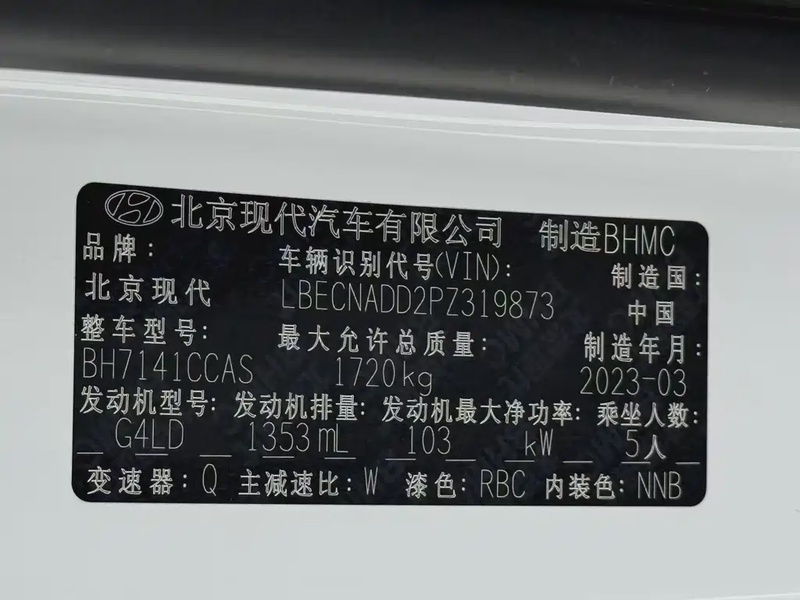 北京现代汽车有限公司 制造BHMC
品牌: 车辆识别代号(VIN): 制造国:
北京现代 LBECNADD2PZ319873 中国
整车型号: 最大允许总质量: 制造年月:
BH7141CCAS 1720kg 2023-03
发动机型号: 发动机排量: 发动机最大净功率: 乘坐人数:
G4LD 1353mL 103 kW 5人
变速器: Q 主减速比: W 漆色: RBC 内装色: NNB